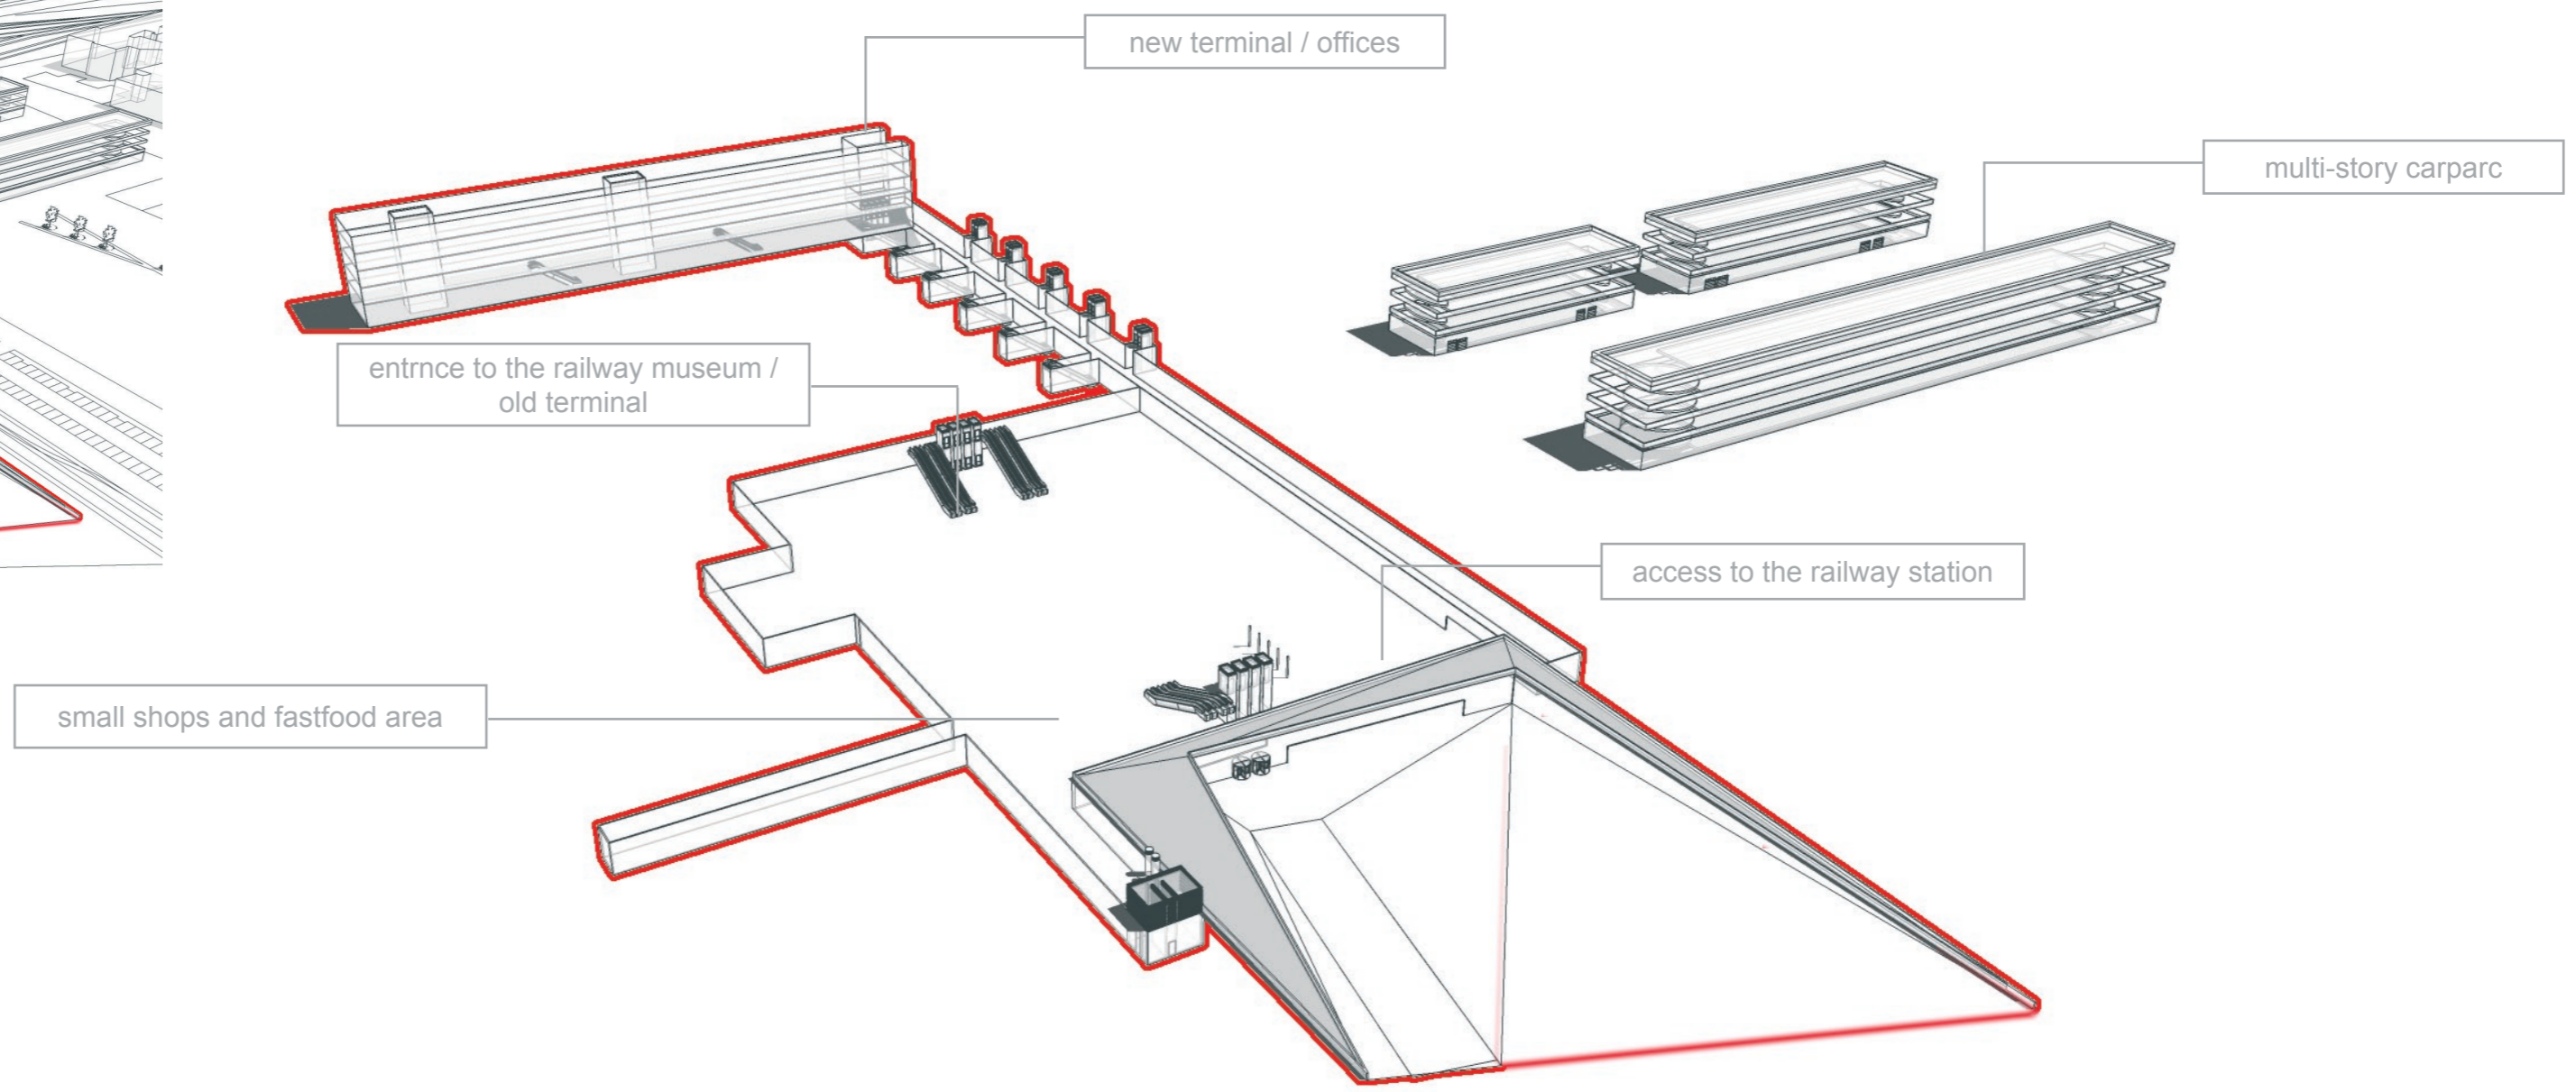 new terminal / offices
multi-story carparc
entrnce to the railway museum /
old terminal
access to the railway station
small shops and fastfood area